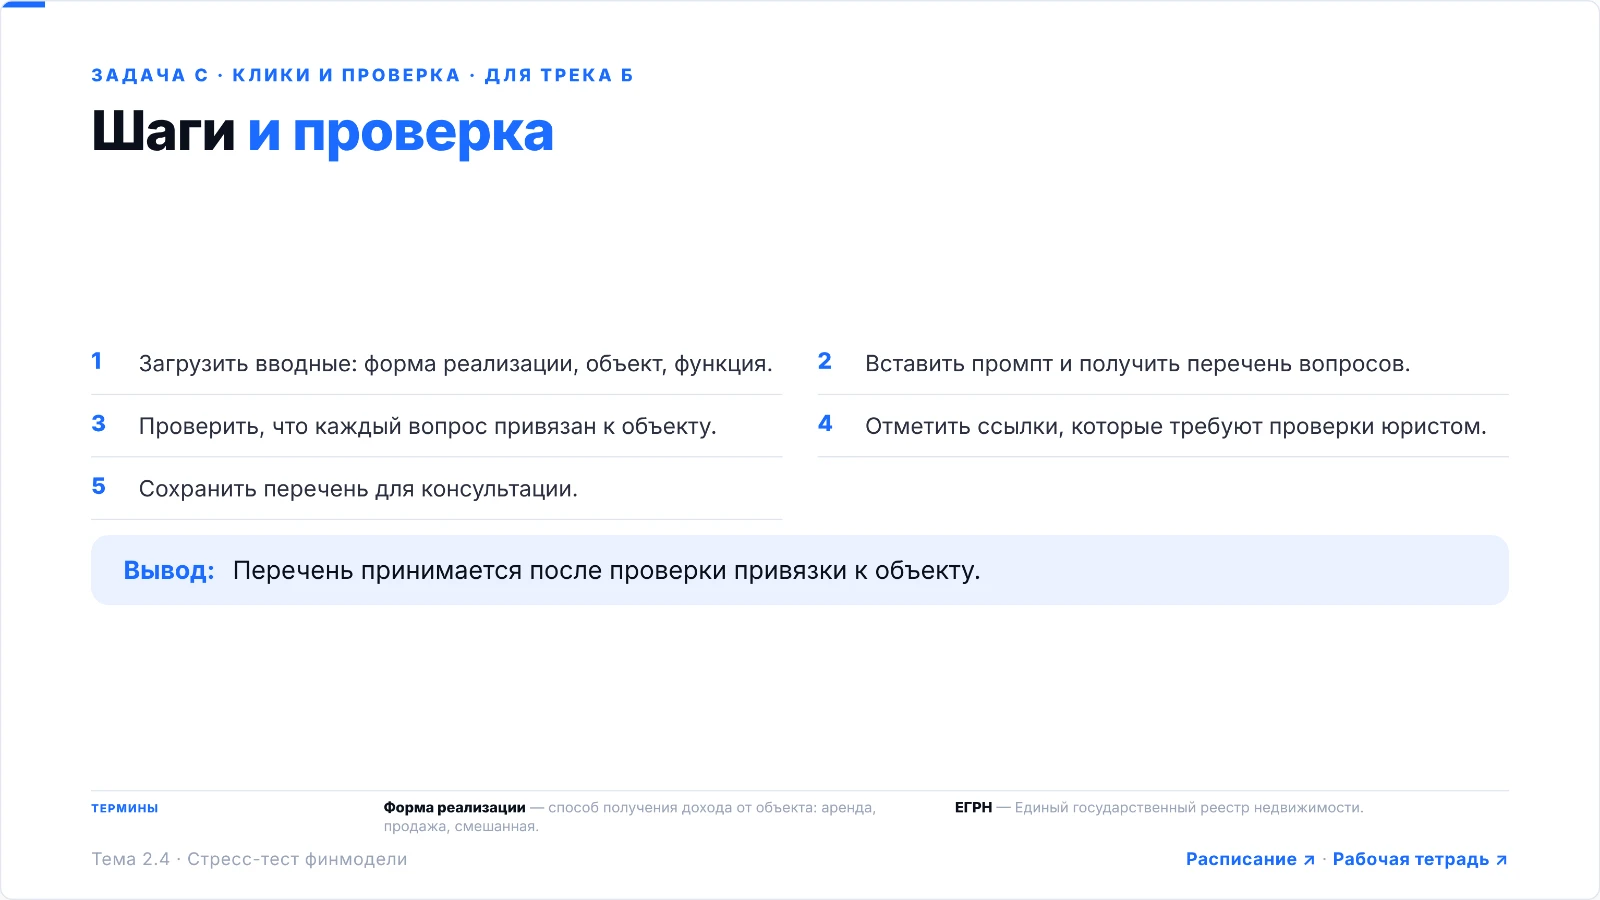 ЗАДАЧА С · КЛИКИ И ПРОВЕРКА · ДЛЯ ТРЕКА Б
Шаги и проверка
1 Загрузить вводные: форма реализации, объект, функция.
2 Вставить промпт и получить перечень вопросов.
3 Проверить, что каждый вопрос привязан к объекту.
4 Отметить ссылки, которые требуют проверки юристом.
5 Сохранить перечень для консультации.
Вывод: Перечень принимается после проверки привязки к объекту.
ТЕРМИНЫ
Форма реализации — способ получения дохода от объекта: аренда,
продажа, смешанная.
ЕГРН — Единый государственный реестр недвижимости.
Тема 2.4 · Стресс-тест финмодели
Расписание ↗ · Рабочая тетрадь ↗